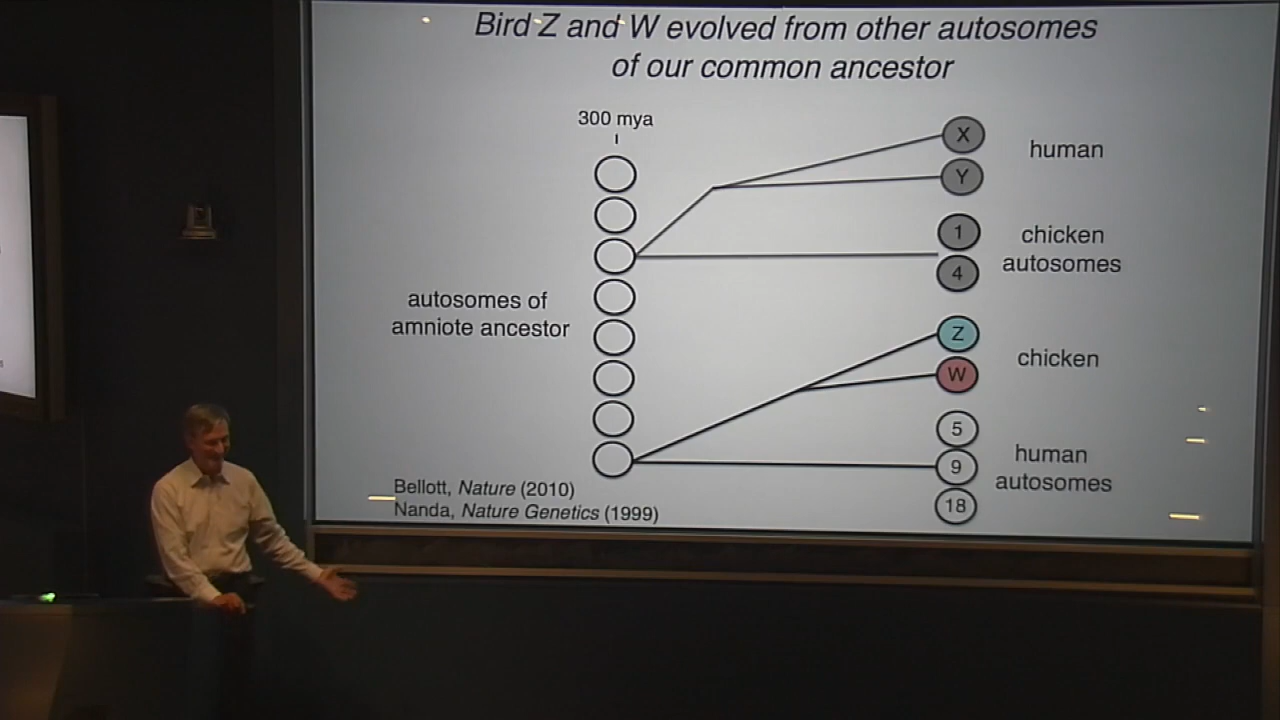 Bird Z and W evolved from other autosomes
of our common ancestor
300 mya
X
human
Y
1
chicken
autosomes
4
autosomes of
amniote ancestor
Z
chicken
W
5
human
autosomes
9
18
Bellott, Nature (2010)
Nanda, Nature Genetics (1999)